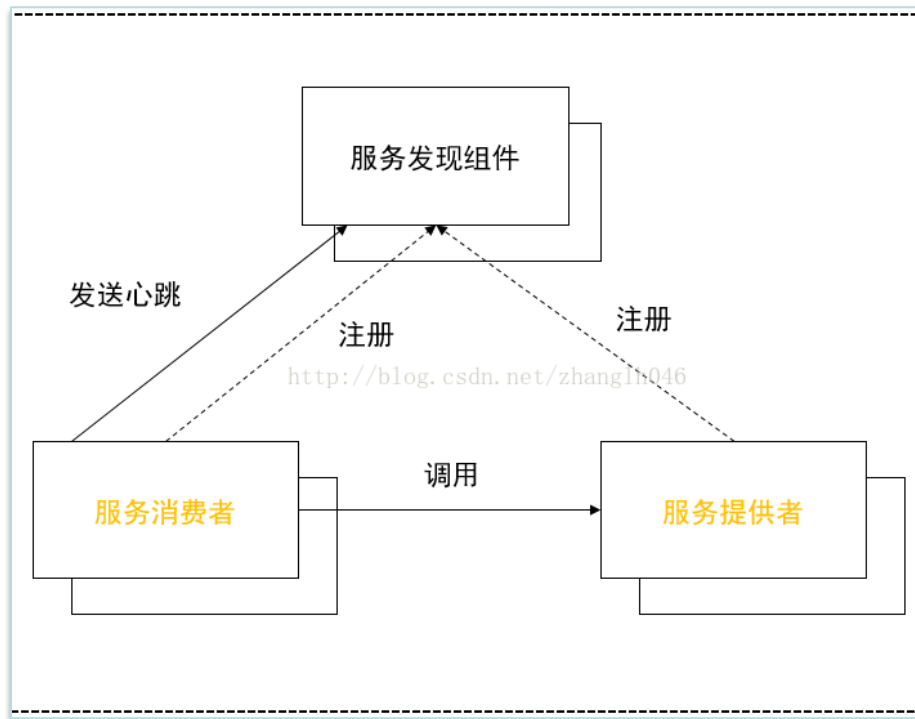 服务发现组件
发送心跳
注册
注册
http://blog.csdn.net/zhanglh046
服务消费者
调用
服务提供者